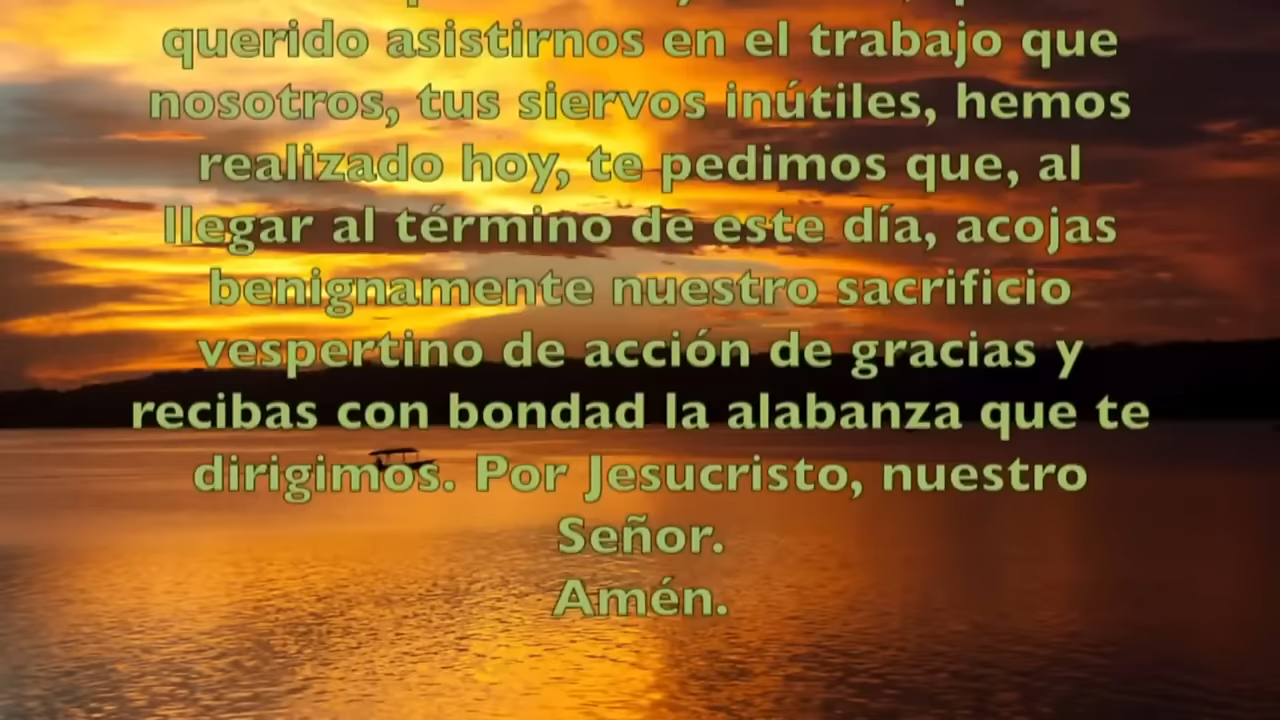 querido asistirnos en el trabajo que
nosotros, tus siervos inútiles, hemos
realizado hoy, te pedimos que, al
llegar al término de este día, acojas
benignamente nuestro sacrificio
vespertino de acción de gracias y
recibas con bondad la alabanza que te
dirigimos. Por Jesucristo, nuestro
Señor.
Amén.